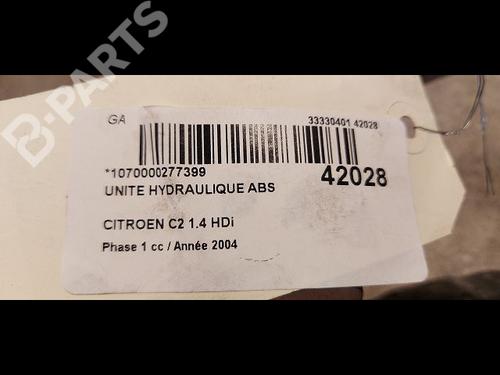 B-PARTS
GA
33330401 42028
*1070000277399
42028
UNITE HYDRAULIQUE ABS
CITROEN C2 1.4 HDi
Phase 1 cc / Année 2004